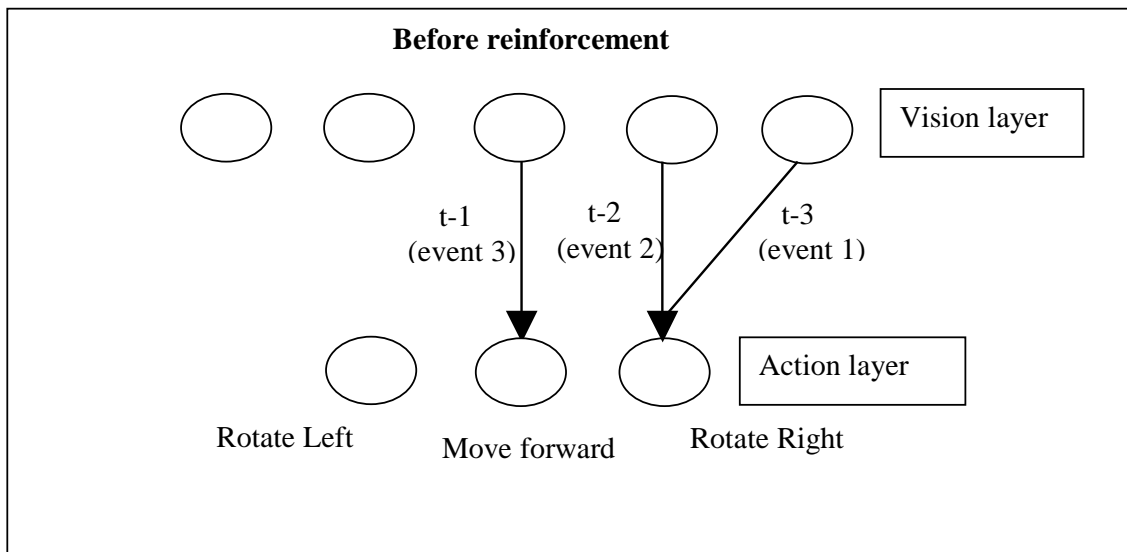 Before reinforcement
Vision layer
t-1
(event 3)
t-2
(event 2)
t-3
(event 1)
Action layer
Rotate Left
Move forward
Rotate Right